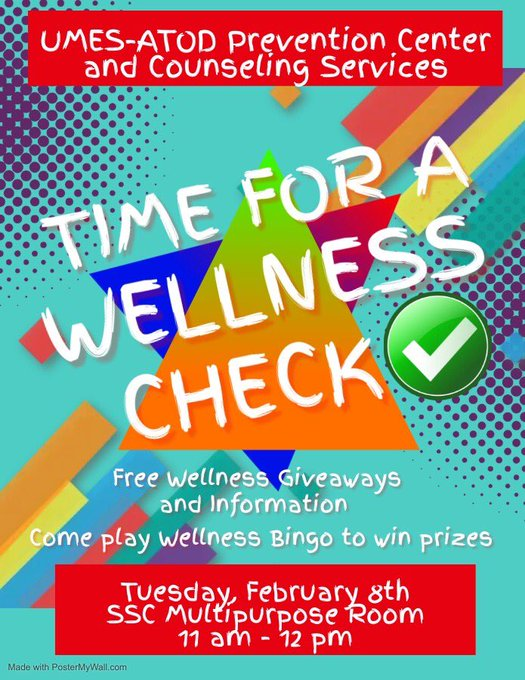 UMES-ATOD Prevention Center
and Counseling Services
TIME FOR A
WELLNESS
CHECK
Free Wellness Giveaways
and Information
Come play Wellness Bingo to win prizes
Tuesday, February 8th
SSC Multipurpose Room
11 am - 12 pm
Made with PosterMyWall.com